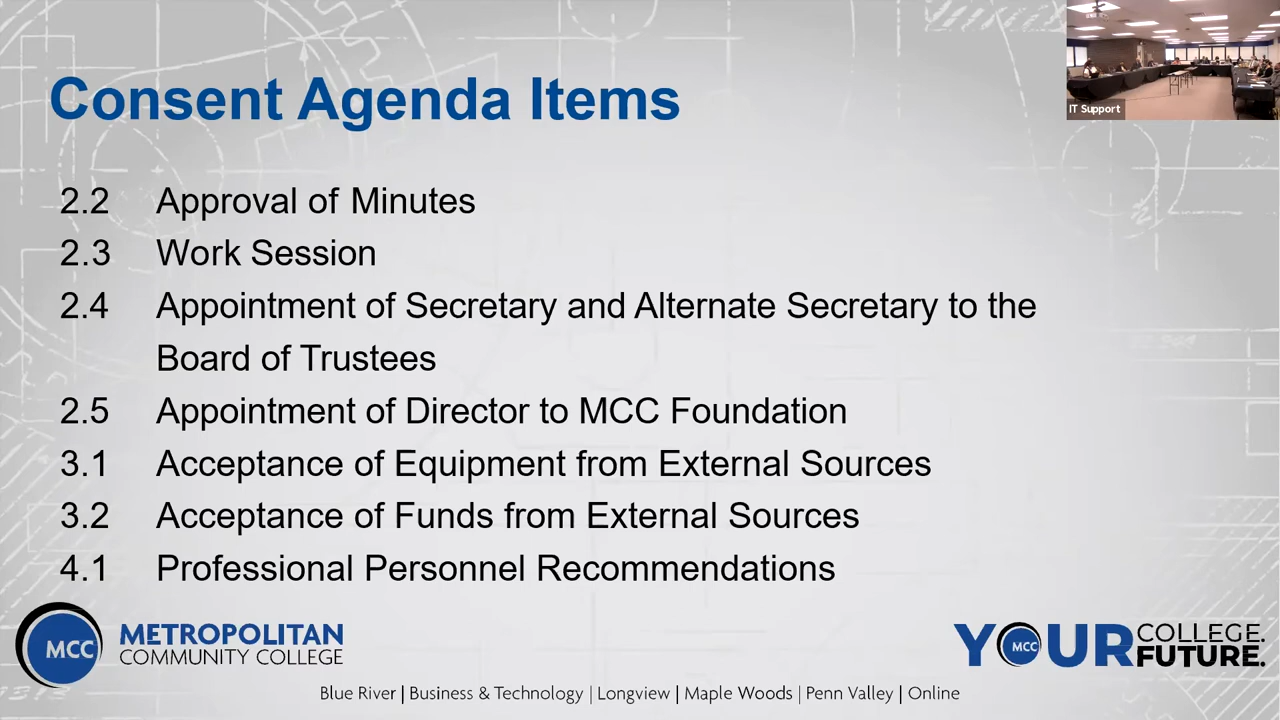 IT Support
Consent Agenda Items
2.2 Approval of Minutes
2.3 Work Session
2.4 Appointment of Secretary and Alternate Secretary to the
Board of Trustees
2.5 Appointment of Director to MCC Foundation
3.1 Acceptance of Equipment from External Sources
3.2 Acceptance of Funds from External Sources
4.1 Professional Personnel Recommendations
MCC
METROPOLITAN
COMMUNITY COLLEGE
YOUR COLLEGE.
MCC
FUTURE.
Blue River | Business & Technology | Longview | Maple Woods | Penn Valley | Online